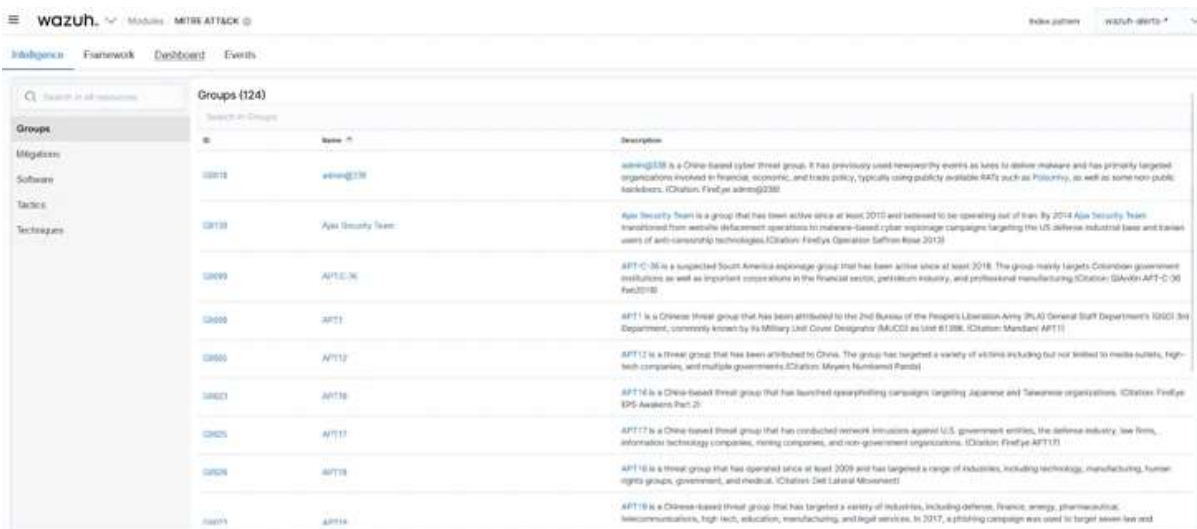 wazuh. Modules MITRE ATT&CK
Index pattern wazuh-alerts-*
Intelligence Framework Dashboard Events
Search in all resources
Groups
Mitigations
Software
Tactics
Techniques
Groups (124)
Search in Groups
ID Name Description
G0018 admin@338 admin@338 is a China-based cyber threat group. It has previously used newsworthy events as lures to deliver malware and has primarily targeted
organizations involved in financial, economic, and trade policy, typically using publicly available RATs such as PoisonIvy, as well as some non-public
backdoors. (Citation: FireEye admin@338)
G0130 Ajax Security Team Ajax Security Team is a group that has been active since at least 2010 and believed to be operating out of Iran. By 2014 Ajax Security Team
transitioned from website defacement operations to malware-based cyber espionage campaigns targeting the US defense industrial base and Iranian
users of anti-censorship technologies.(Citation: FireEye Operation Saffron Rose 2013)
G0099 APT-C-36 APT-C-36 is a suspected South America espionage group that has been active since at least 2018. The group mainly targets Colombian government
institutions as well as important corporations in the financial sector, petroleum industry, and professional manufacturing.(Citation: QiAnXin APT-C-36
Feb2019)
G0006 APT1 APT1 is a Chinese threat group that has been attributed to the 2nd Bureau of the People's Liberation Army (PLA) General Staff Department's (GSD) 3rd
Department, commonly known by its Military Unit Cover Designator (MUCD) as Unit 61398. (Citation: Mandiant APT1)
G0005 APT12 APT12 is a threat group that has been attributed to China. The group has targeted a variety of victims including but not limited to media outlets, high-
tech companies, and multiple governments.(Citation: Meyers Numbered Panda)
G0023 APT16 APT16 is a China-based threat group that has launched spearphishing campaigns targeting Japanese and Taiwanese organizations. (Citation: FireEye
EPS Awakens Part 2)
G0025 APT17 APT17 is a China-based threat group that has conducted network intrusions against U.S. government entities, the defense industry, law firms,
information technology companies, mining companies, and non-government organizations. (Citation: FireEye APT17)
G0026 APT18 APT18 is a threat group that has operated since at least 2009 and has targeted a range of industries, including technology, manufacturing, human
rights groups, government, and medical. (Citation: Dell Lateral Movement)
G0073 APT19 APT19 is a Chinese-based threat group that has targeted a variety of industries, including defense, finance, energy, pharmaceutical,
telecommunications, high tech, education, manufacturing, and legal services. In 2017, a phishing campaign was used to target seven law and